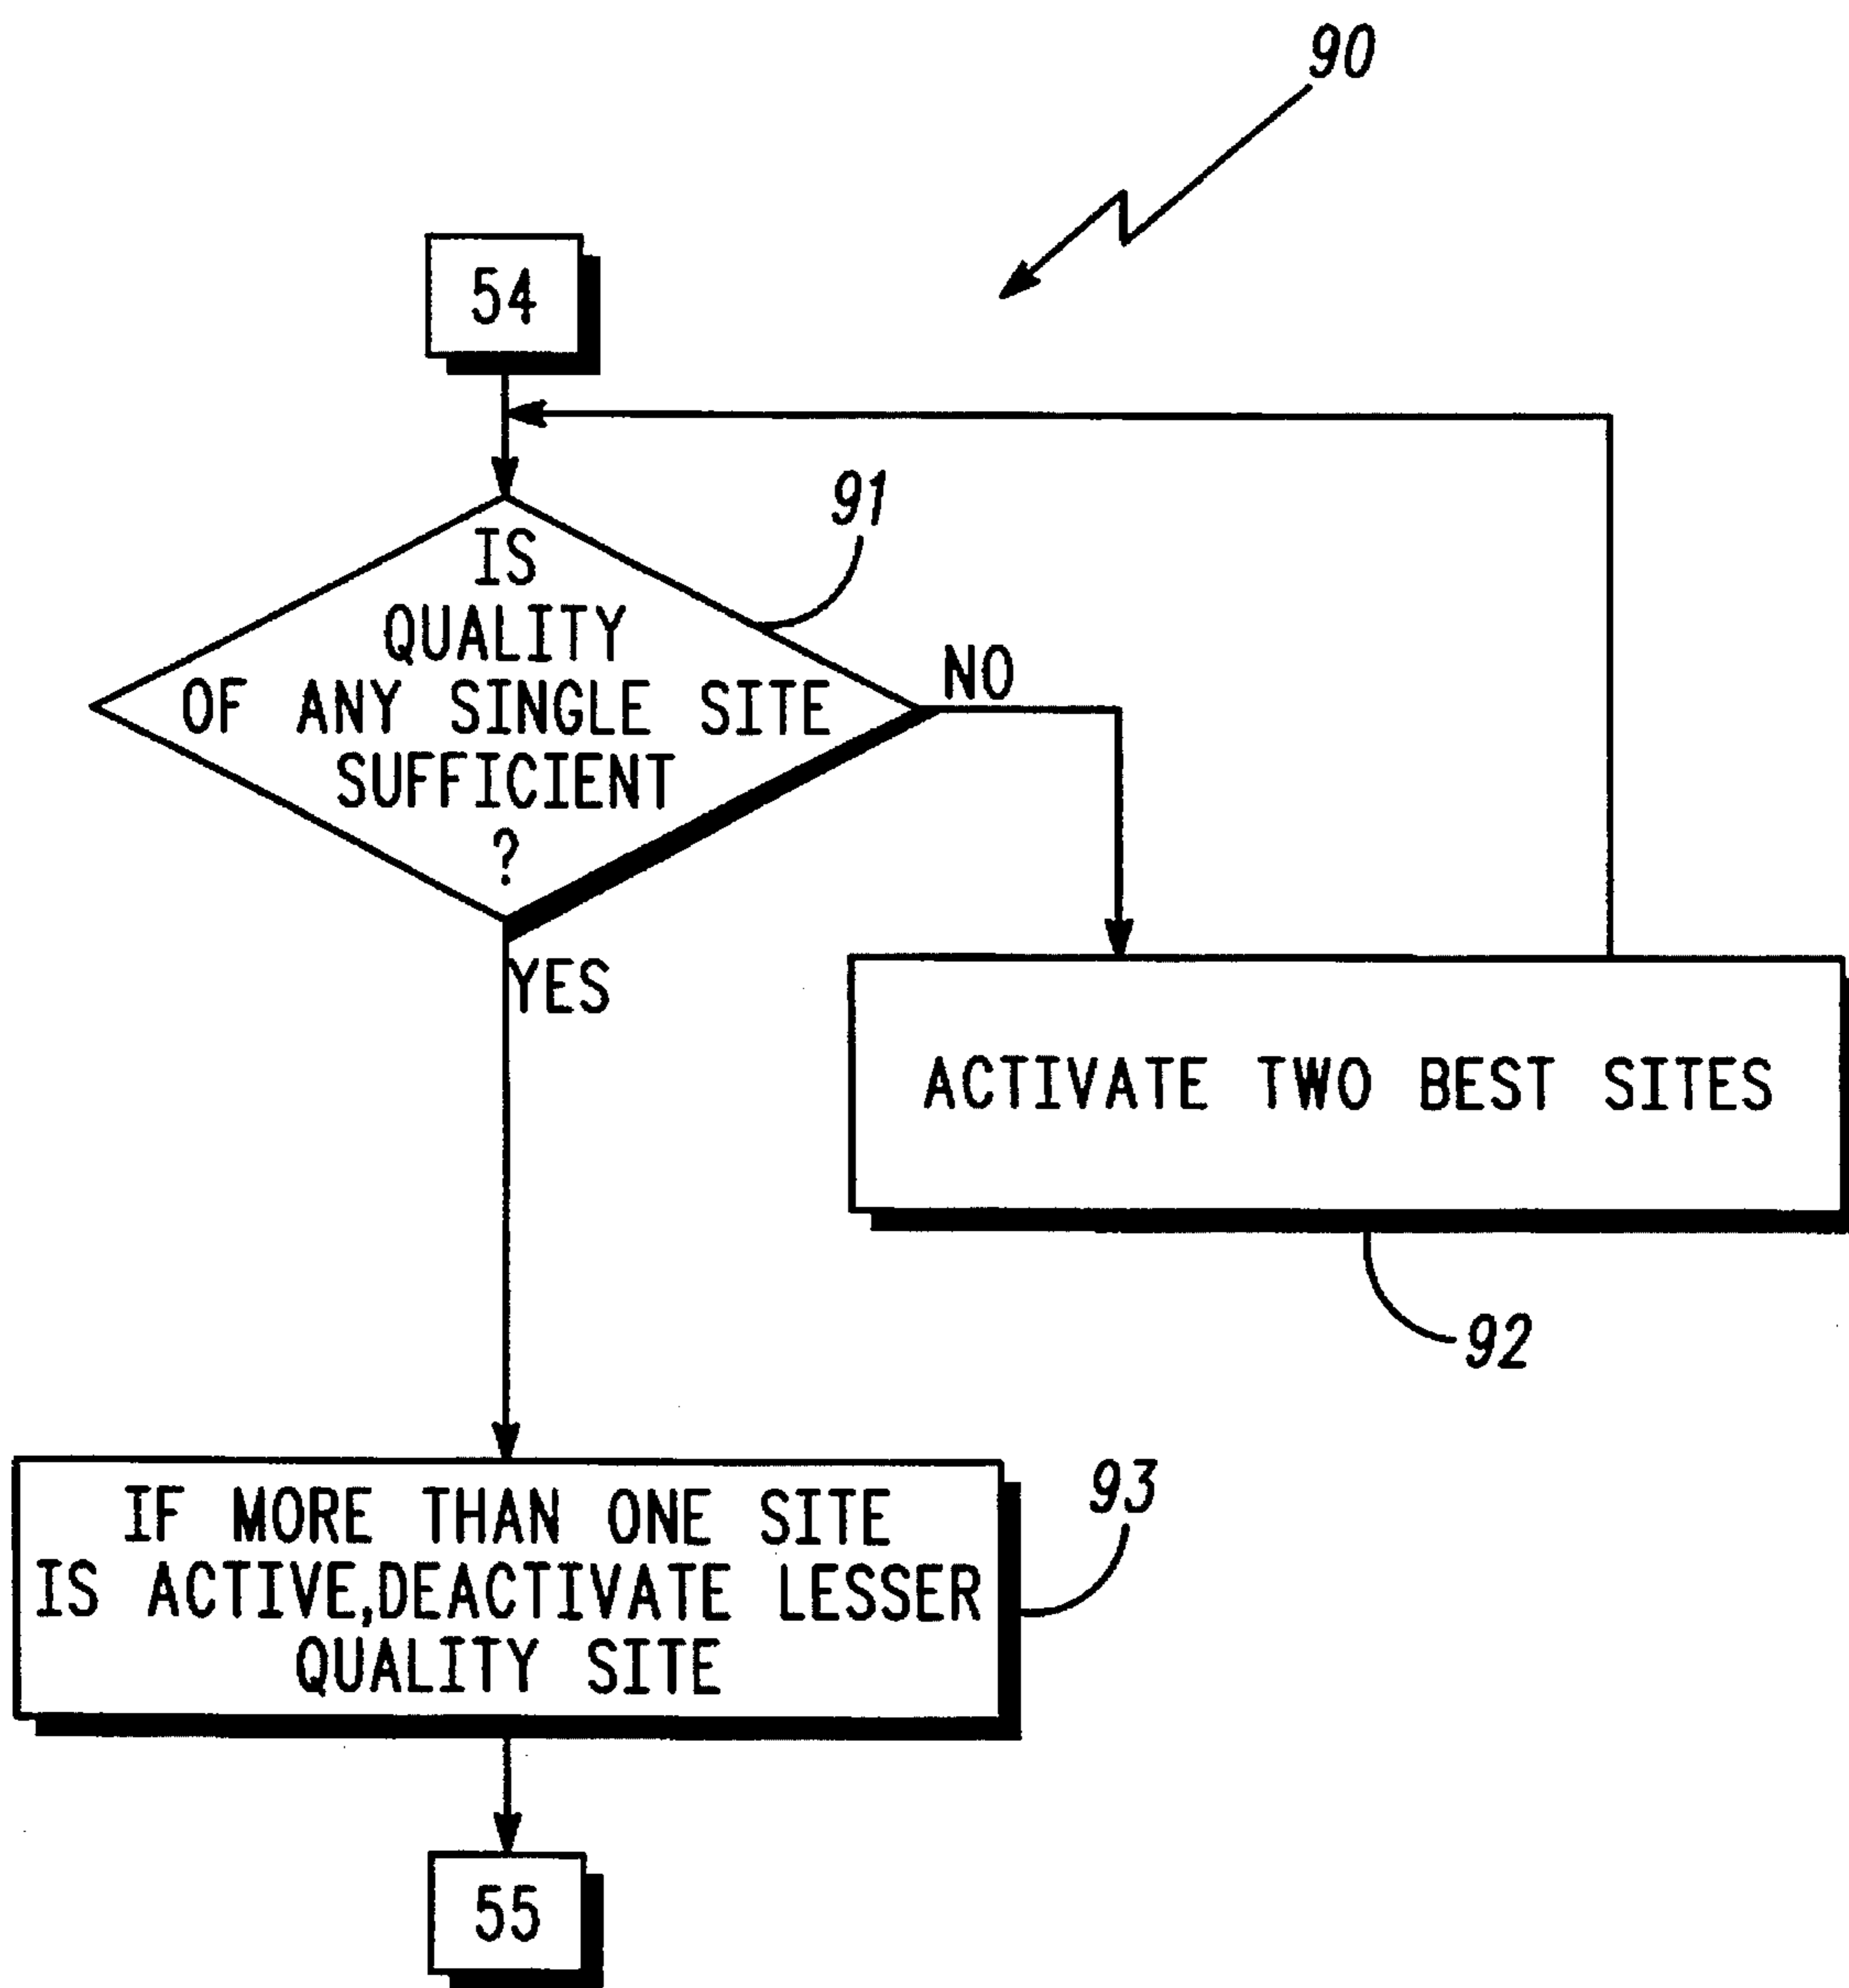 90
54
91
IS
QUALITY
OF ANY SINGLE SITE
SUFFICIENT
?
NO
YES
ACTIVATE TWO BEST SITES
92
IF MORE THAN ONE SITE
IS ACTIVE,DEACTIVATE LESSER
QUALITY SITE
93
55